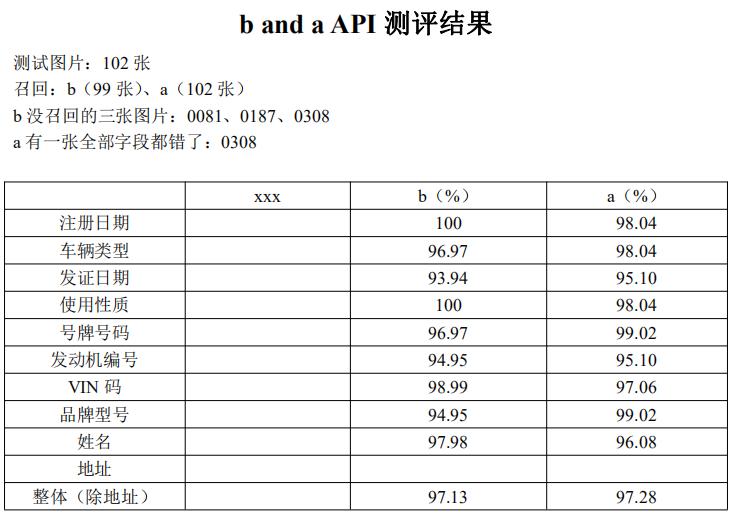 b and a API 测评结果
测试图片：102 张
召回：b（99 张）、a（102 张）
b 没召回的三张图片：0081、0187、0308
a 有一张全部字段都错了：0308
xxx b（%） a（%）
注册日期 100 98.04
车辆类型 96.97 98.04
发证日期 93.94 95.10
使用性质 100 98.04
号牌号码 96.97 99.02
发动机编号 94.95 95.10
VIN 码 98.99 97.06
品牌型号 94.95 99.02
姓名 97.98 96.08
地址
整体（除地址） 97.13 97.28